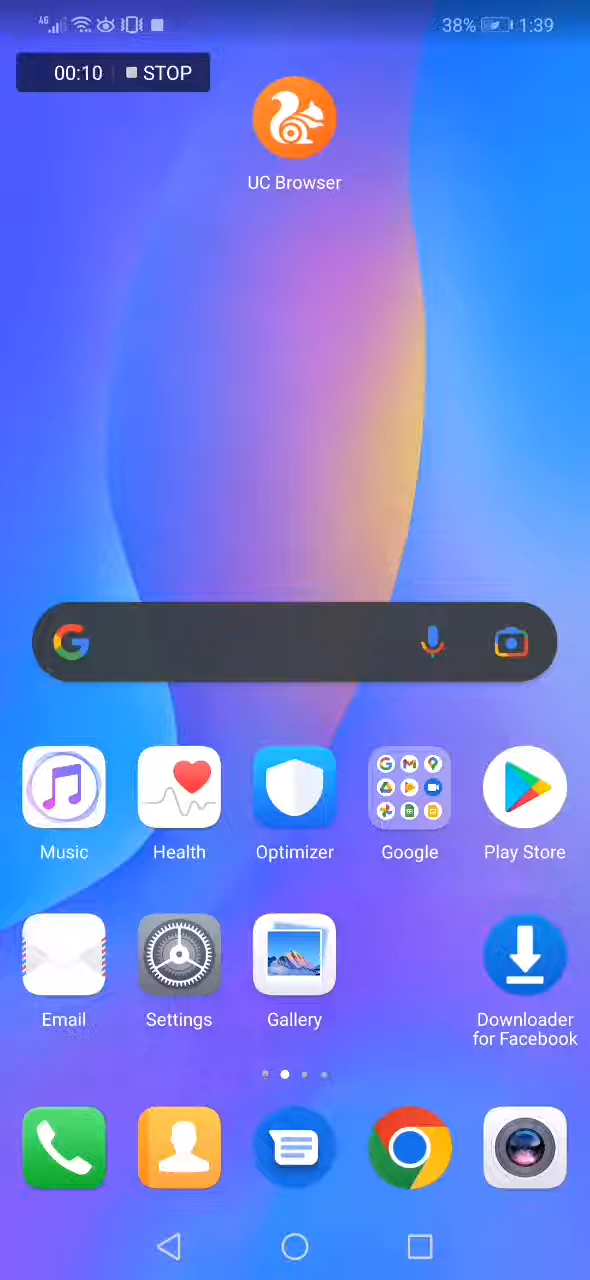 4G 38% 1:39
00:10 STOP
UC Browser
Music Health Optimizer Google Play Store
Email Settings Gallery Downloader
for Facebook